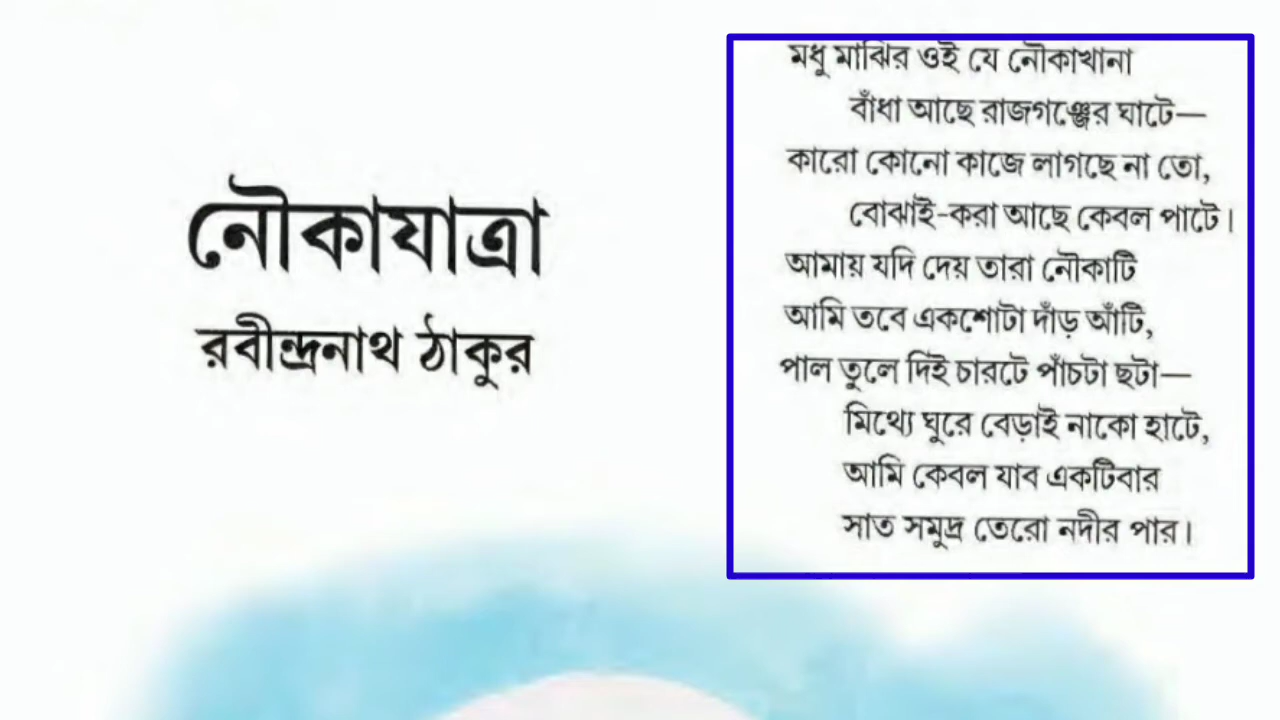 নৌকাযাত্রা
রবীন্দ্রনাথ ঠাকুর
মধু মাঝির ওই যে নৌকাখানা
বাঁধা আছে রাজগঞ্জের ঘাটে—
কারো কোনো কাজে লাগছে না তো,
বোঝাই-করা আছে কেবল পাটে।
আমায় যদি দেয় তারা নৌকাটি
আমি তবে একশোটা দাঁড় আঁটি,
পাল তুলে দিই চারটে পাঁচটা ছটা—
মিথ্যে ঘুরে বেড়াই নাকো হাটে,
আমি কেবল যাব একটিবার
সাত সমুদ্র তেরো নদীর পার।